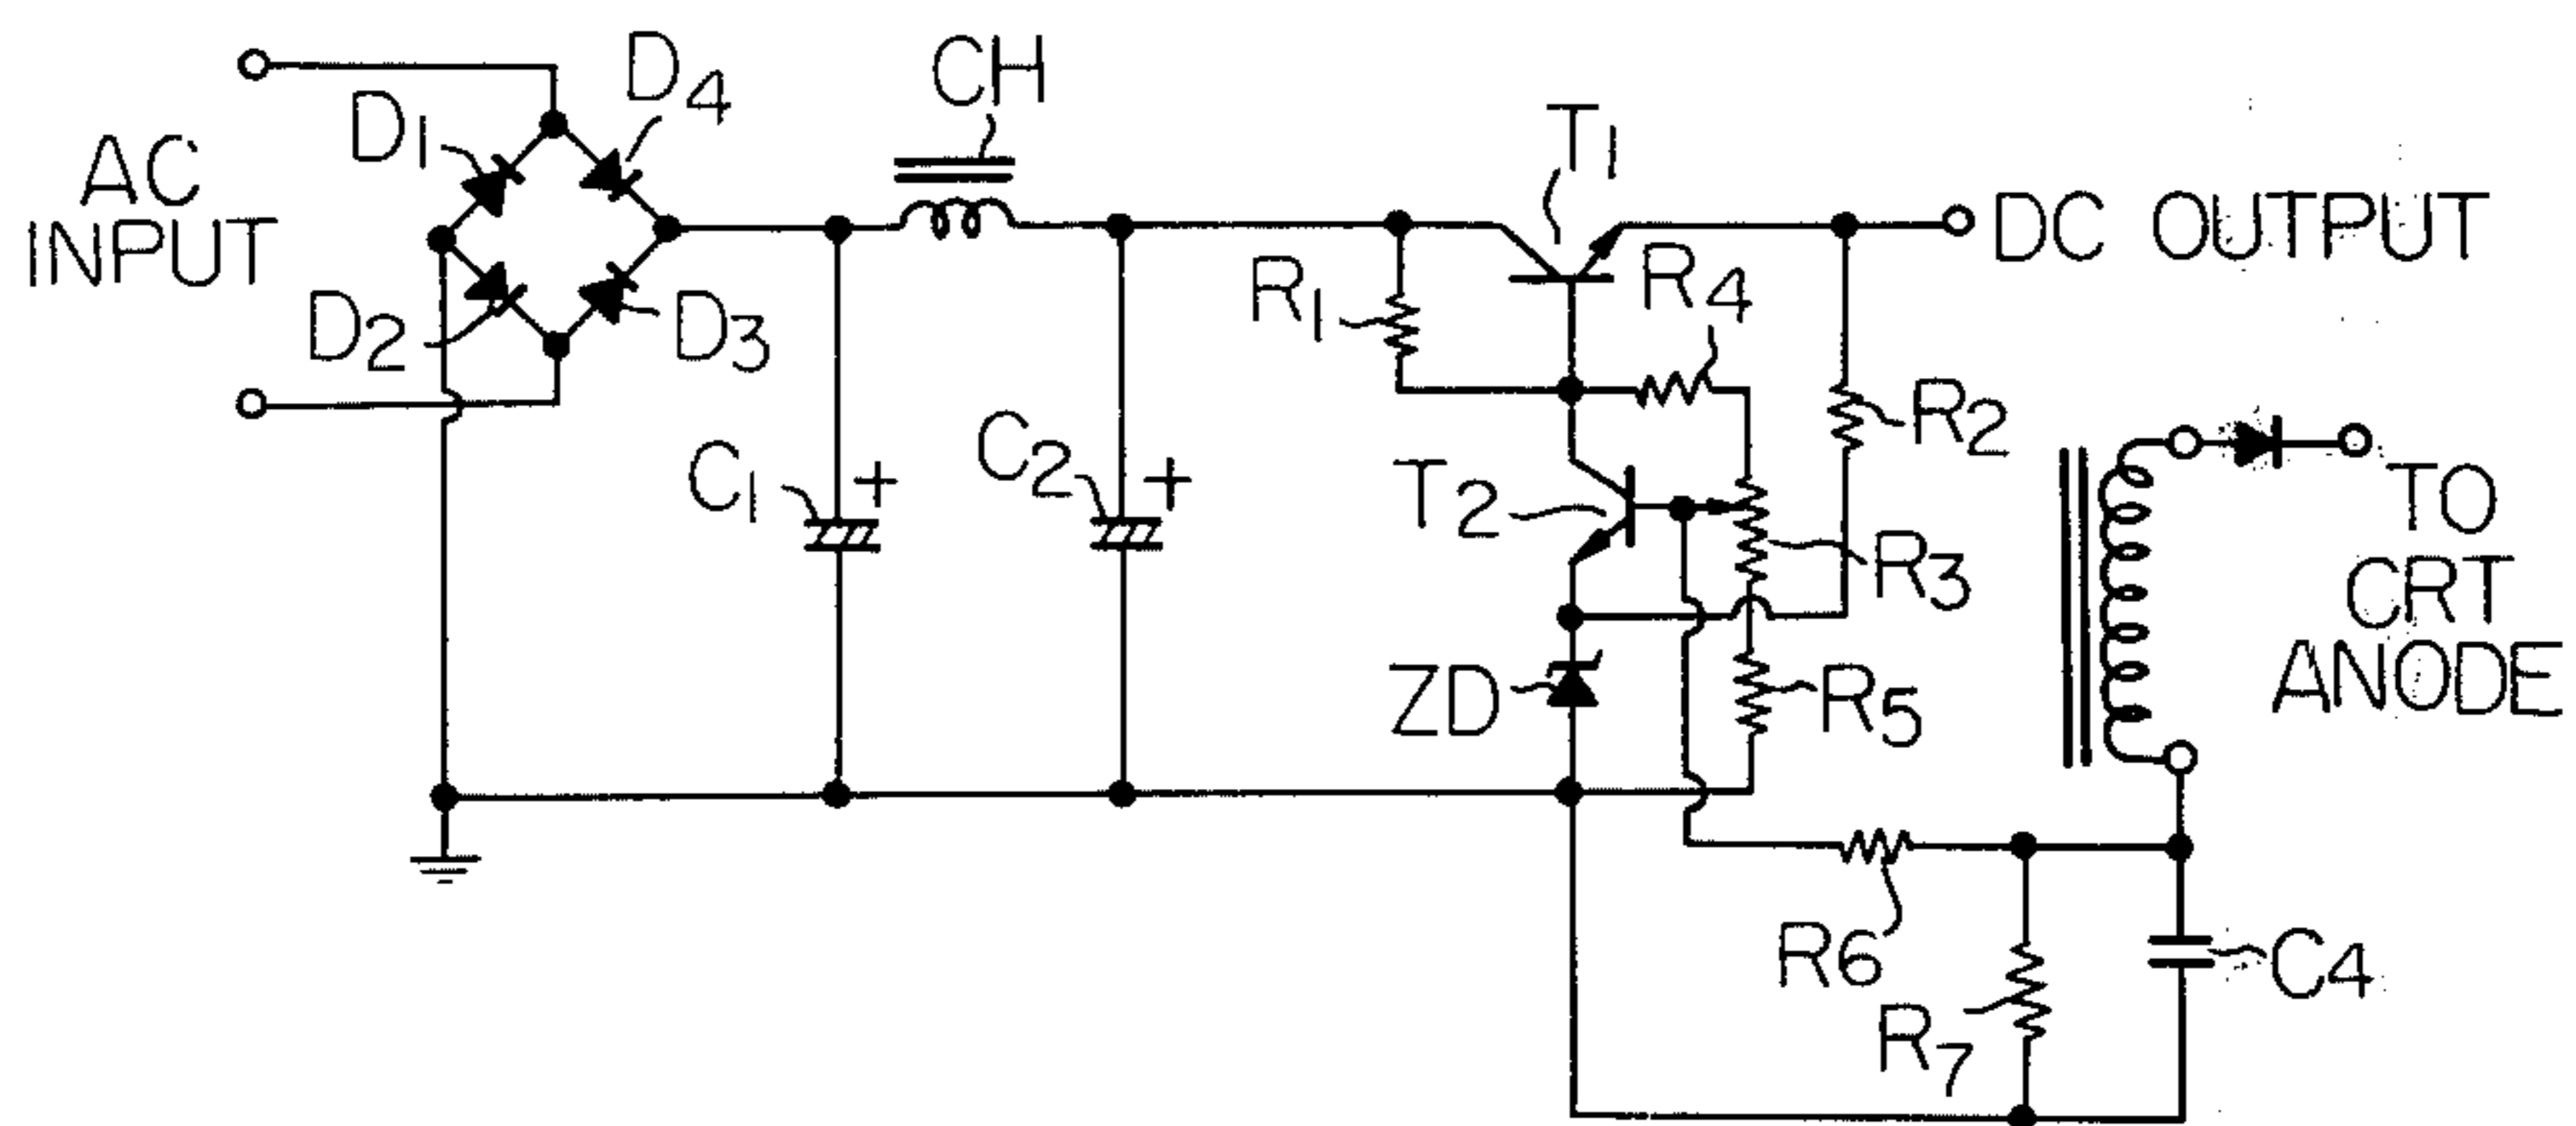 AC
INPUT
D1
D4
D2
D3
CH
C1
+
C2
+
T1
R1
R4
DC OUTPUT
R2
T2
R3
ZD
R5
TO
CRT
ANODE
R6
R7
C4